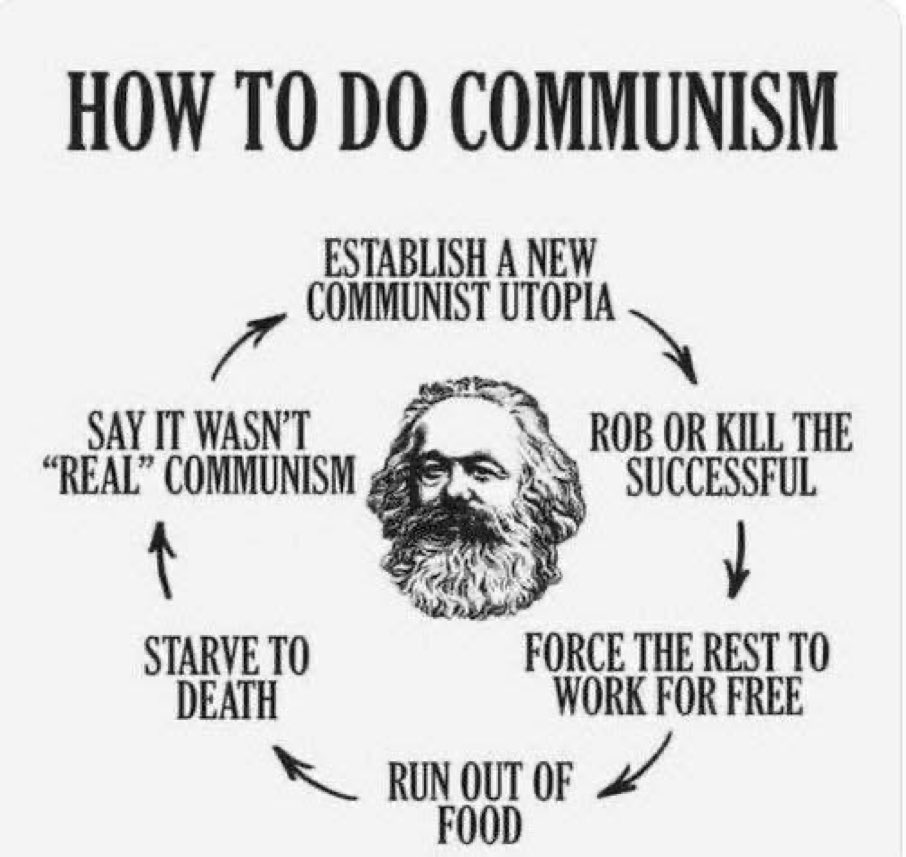 HOW TO DO COMMUNISM
ESTABLISH A NEW
COMMUNIST UTOPIA
ROB OR KILL THE
SUCCESSFUL
FORCE THE REST TO
WORK FOR FREE
RUN OUT OF
FOOD
STARVE TO
DEATH
SAY IT WASN'T
“REAL” COMMUNISM